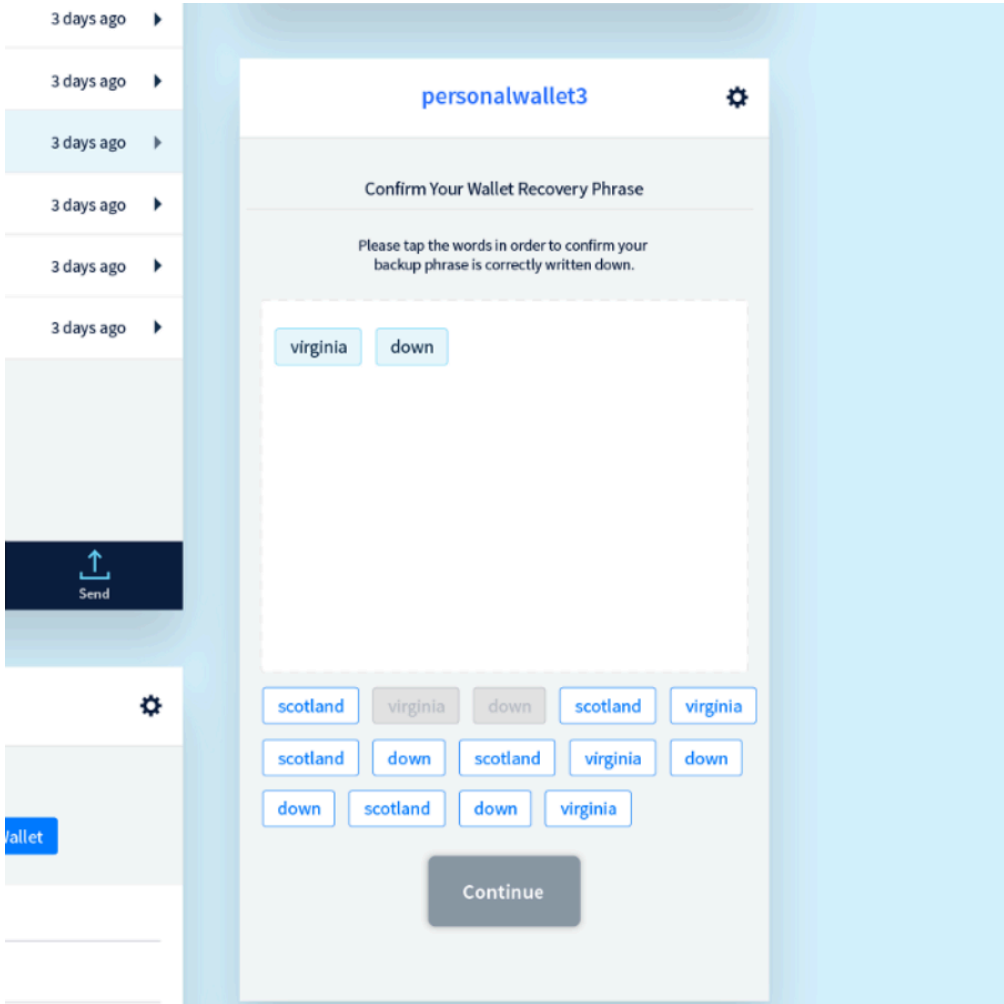 3 days ago
3 days ago
3 days ago
3 days ago
3 days ago
3 days ago
Send
personalwallet3
Confirm Your Wallet Recovery Phrase
Please tap the words in order to confirm your
backup phrase is correctly written down.
virginia down
scotland virginia down scotland virginia
scotland down scotland virginia down
down scotland down virginia
Continue